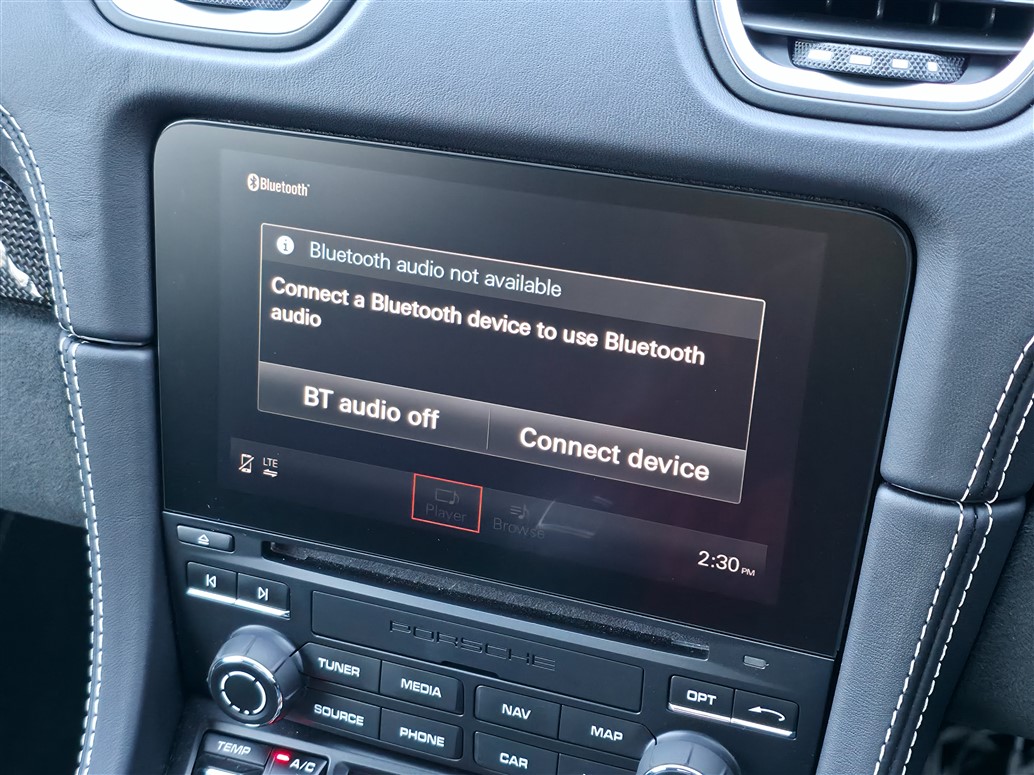 Bluetooth
Bluetooth audio not available
Connect a Bluetooth device to use Bluetooth
audio
BT audio off
Connect device
LTE
Player
Browse
2:30 PM
PORSCHE
TUNER
MEDIA
NAV
OPT
SOURCE
PHONE
CAR
MAP
TEMP
A/C